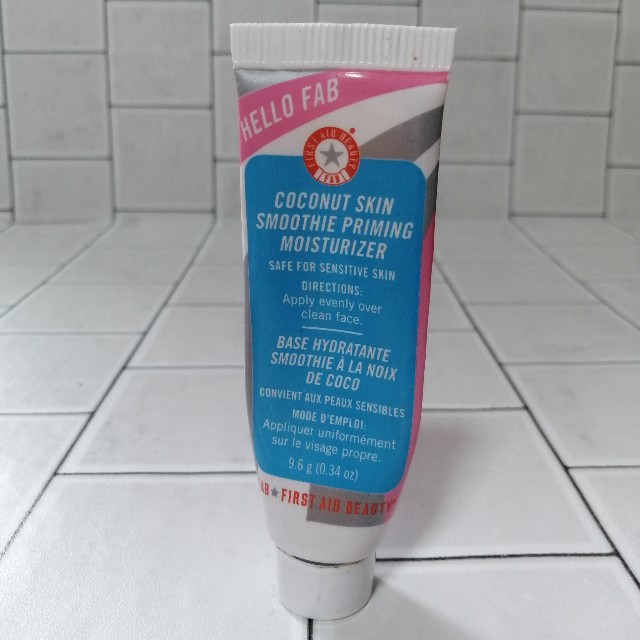 HELLO FAB
FIRST AID BEAUTY
FAB
COCONUT SKIN
SMOOTHIE PRIMING
MOISTURIZER
SAFE FOR SENSITIVE SKIN
DIRECTIONS:
Apply evenly over
clean face.
BASE HYDRATANTE
SMOOTHIE À LA NOIX
DE COCO
CONVIENT AUX PEAUX SENSIBLES
MODE D'EMPLOI:
Appliquer uniformément
sur le visage propre.
9.6 g (0.34 oz)
AB★FIRST AID BEAUTY